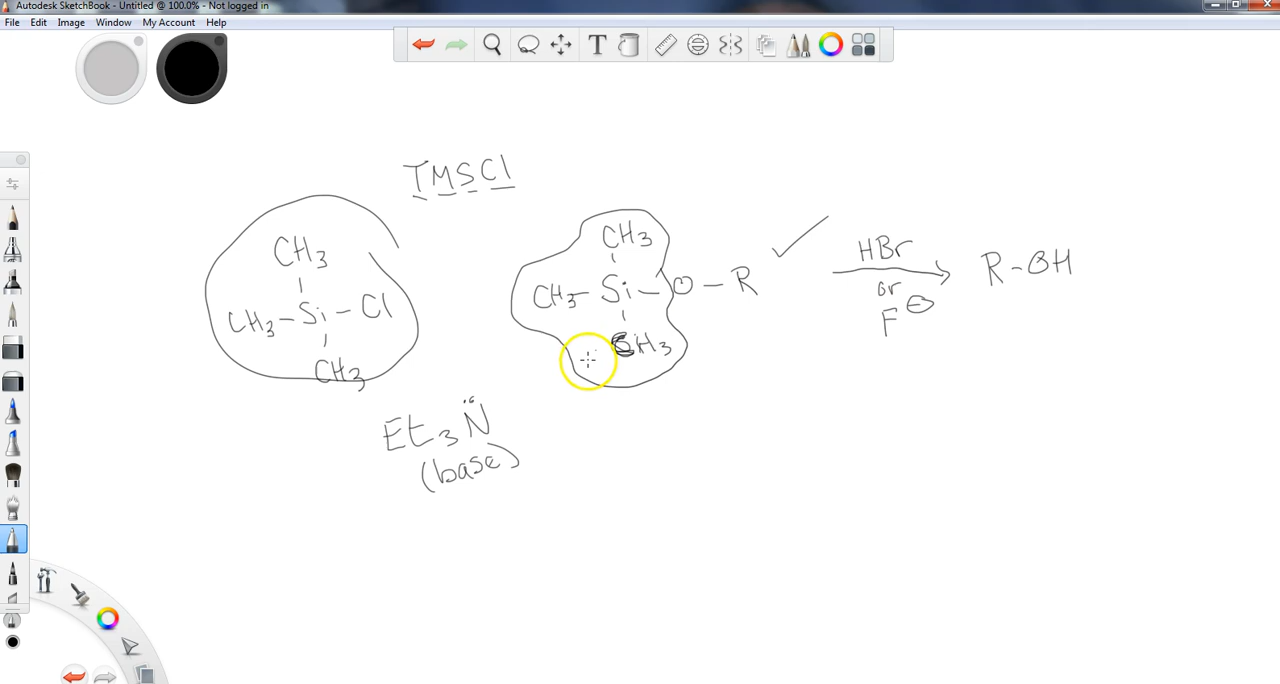 Autodesk SketchBook - Untitled @ 100.0% - Not logged in
File Edit Image Window My Account Help
T
TMSCl
CH3
CH3-Si-Cl
CH3
CH3
CH3-Si-O-R
CH3
HBr
or
F⊖
R-OH
Et3N̈
(base)